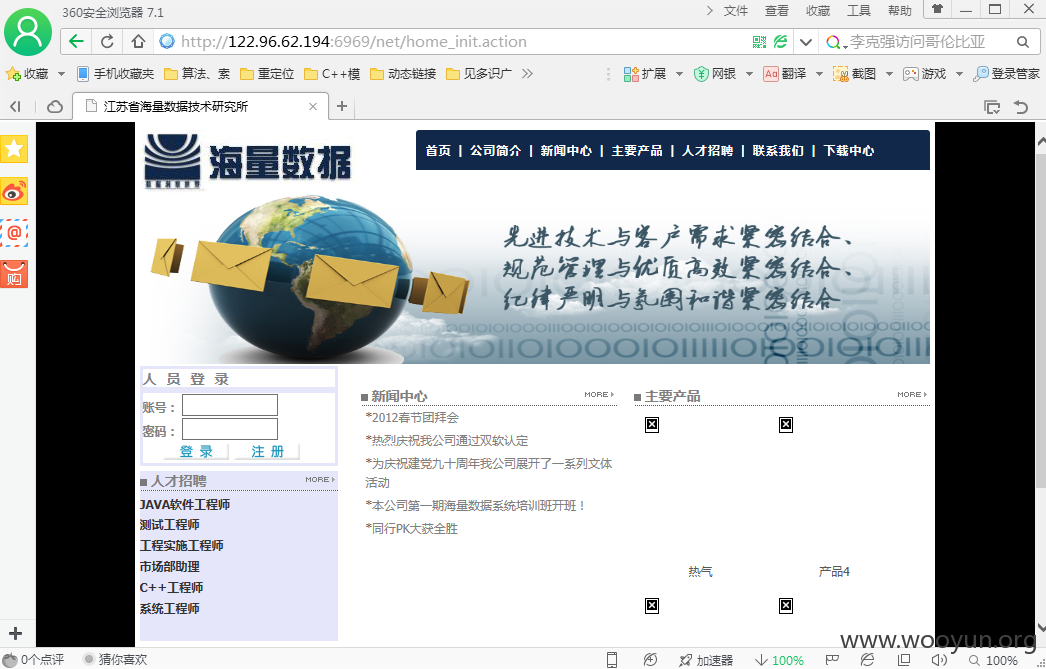 360安全浏览器 7.1
文件 查看 收藏 工具 帮助
http://122.96.62.194:6969/net/home_init.action
李克强访问哥伦比亚
收藏 手机收藏夹 算法、素 重定位 C++模 动态链接 见多识广 扩展 网银 Aa 翻译 截图 游戏 登录管家
江苏省海量数据技术研究所
海量数据
首页 | 公司简介 | 新闻中心 | 主要产品 | 人才招聘 | 联系我们 | 下载中心
先进技术与客户需求紧密结合、
规范管理与优质高效紧密结合、
纪律严明与氛围和谐紧密结合
人 员 登 录
账号：
密码：
登 录 注 册
人才招聘 MORE
JAVA软件工程师
测试工程师
工程实施工程师
市场部助理
C++工程师
系统工程师
新闻中心 MORE
*2012春节团拜会
*热烈庆祝我公司通过双软认定
*为庆祝建党九十周年我公司展开了一系列文体
活动
*本公司第一期海量数据系统培训班开班！
*同行PK大获全胜
主要产品 MORE
热气 产品4
www.wooyun.org
0个点评 猜你喜欢 加速器 100% 100%